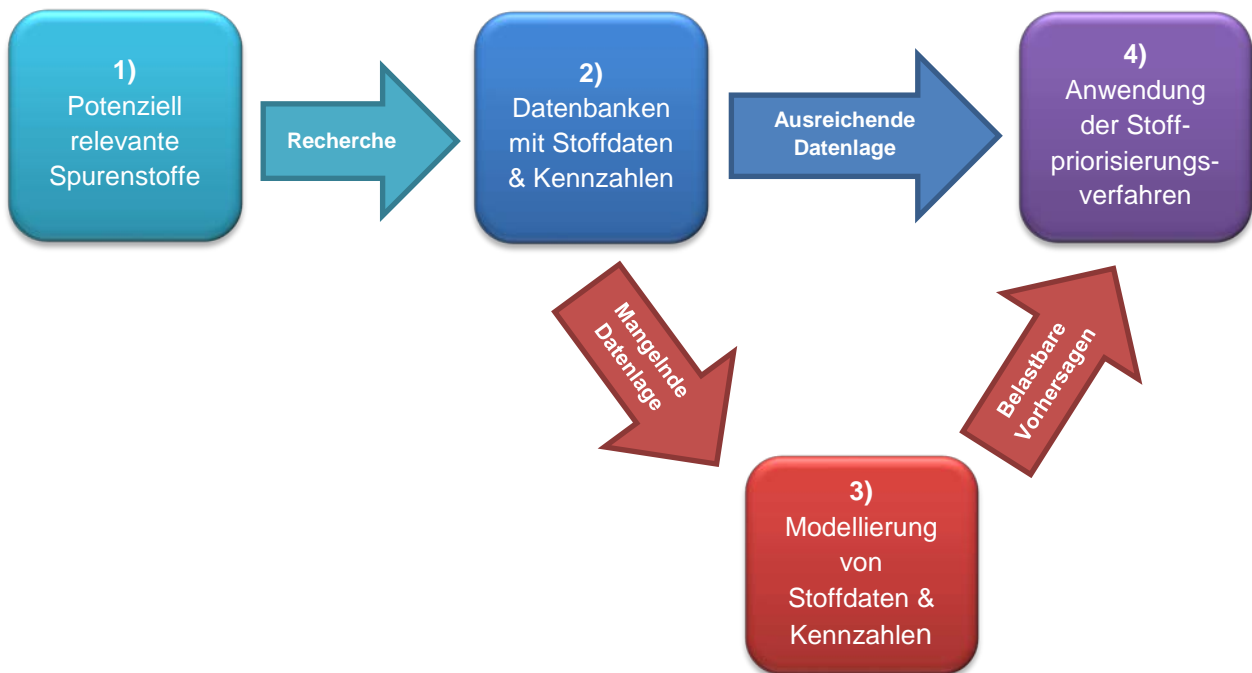 1)
Potenziell
relevante
Spurenstoffe
Recherche
2)
Datenbanken
mit Stoffdaten
& Kennzahlen
Ausreichende
Datenlage
4)
Anwendung
der Stoff-
priorisierungs-
verfahren
Mangelnde
Datenlage
Belastbare
Vorhersagen
3)
Modellierung
von
Stoffdaten &
Kennzahlen